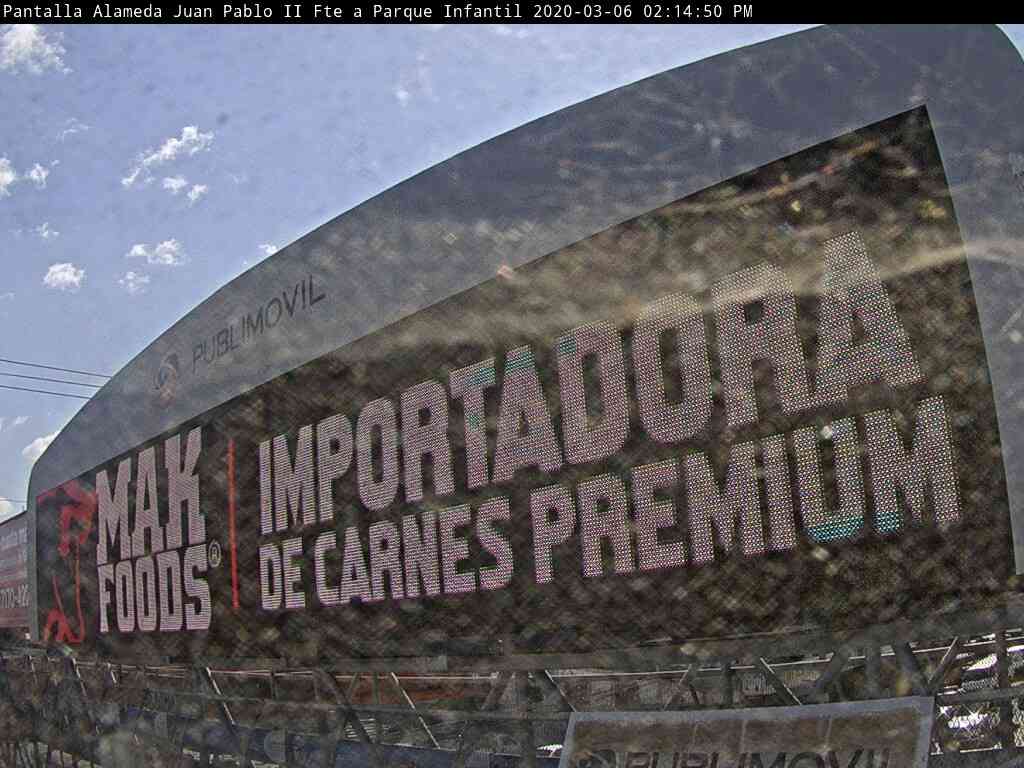 Pantalla Alameda Juan Pablo II Fte a Parque Infantil 2020-03-06 02:14:50 PM
PUBLIMOVIL
MAK
FOODS®
IMPORTADORA
DE CARNES PREMIUM
PUBLIMOVIL